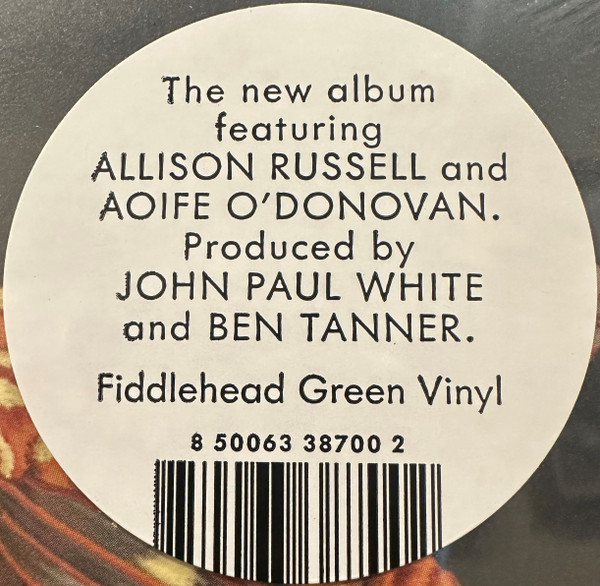 The new album
featuring
ALLISON RUSSELL and
AOIFE O'DONOVAN.
Produced by
JOHN PAUL WHITE
and BEN TANNER.
Fiddlehead Green Vinyl
8 50063 38700 2